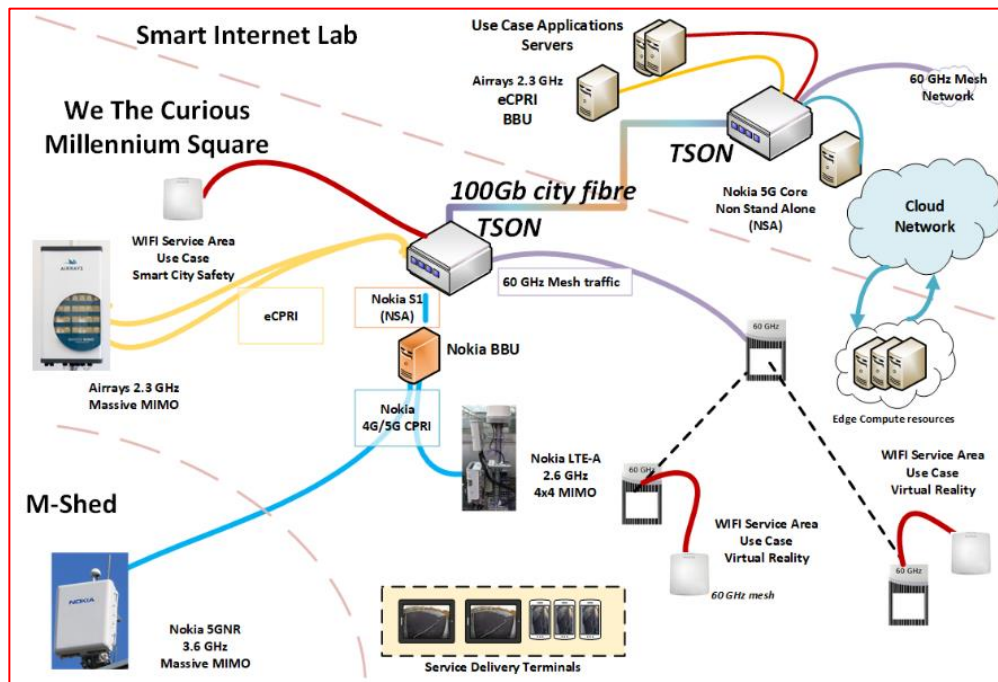 Smart Internet Lab
Use Case Applications
Servers
Airrays 2.3 GHz
eCPRI
BBU
60 GHz Mesh
Network
We The Curious
Millennium Square
TSON
100Gb city fibre
TSON
Nokia 5G Core
Non Stand Alone
(NSA)
Cloud
Network
WIFI Service Area
Use Case
Smart City Safety
AIRRAYS
eCPRI
Nokia S1
(NSA)
60 GHz Mesh traffic
60 GHz
Nokia BBU
Airrays 2.3 GHz
Massive MIMO
Nokia
4G/5G CPRI
Edge Compute resources
Nokia LTE-A
2.6 GHz
4x4 MIMO
60 GHz
WIFI Service Area
Use Case
Virtual Reality
M-Shed
WIFI Service Area
Use Case
Virtual Reality
60 GHz
60 GHz mesh
NOKIA
Nokia 5GNR
3.6 GHz
Massive MIMO
Service Delivery Terminals